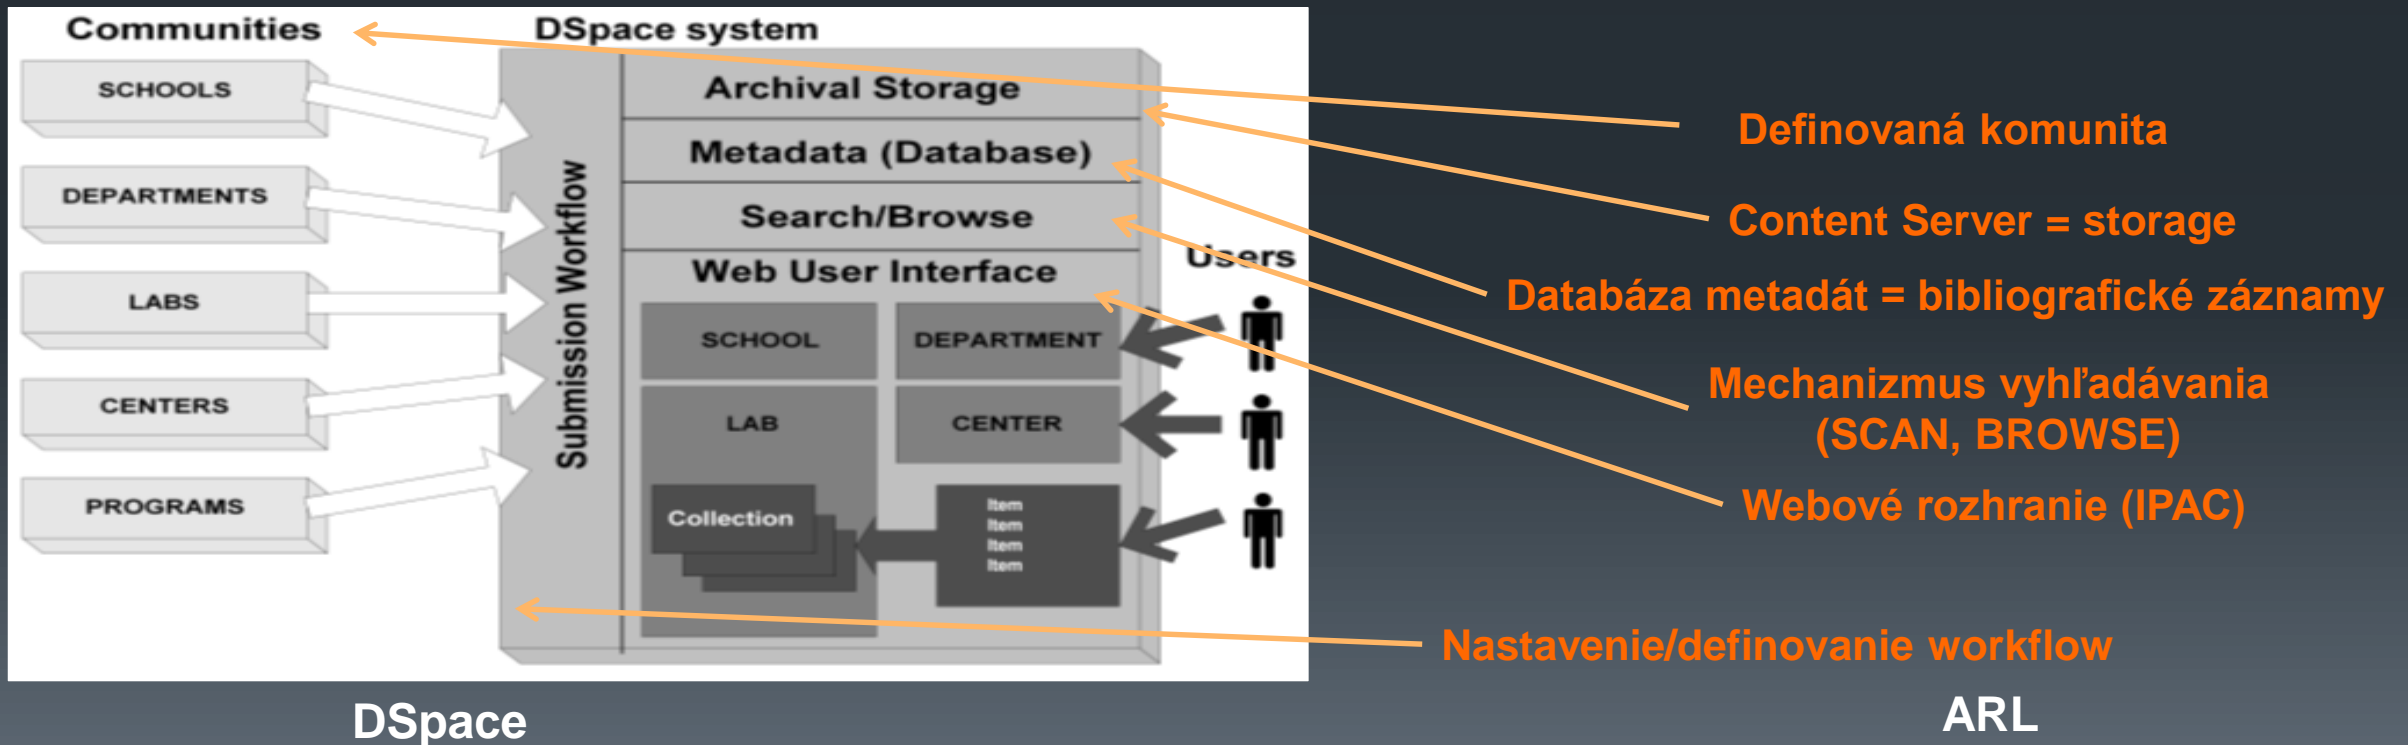 Communities
DSpace system
SCHOOLS
DEPARTMENTS
LABS
CENTERS
PROGRAMS
Submission Workflow
Archival Storage
Metadata (Database)
Search/Browse
Web User Interface
SCHOOL
DEPARTMENT
LAB
CENTER
Collection
Item
Item
Item
Item
Users
Definovaná komunita
Content Server = storage
Databáza metadát = bibliografické záznamy
Mechanizmus vyhľadávania
(SCAN, BROWSE)
Webové rozhranie (IPAC)
Nastavenie/definovanie workflow
DSpace
ARL